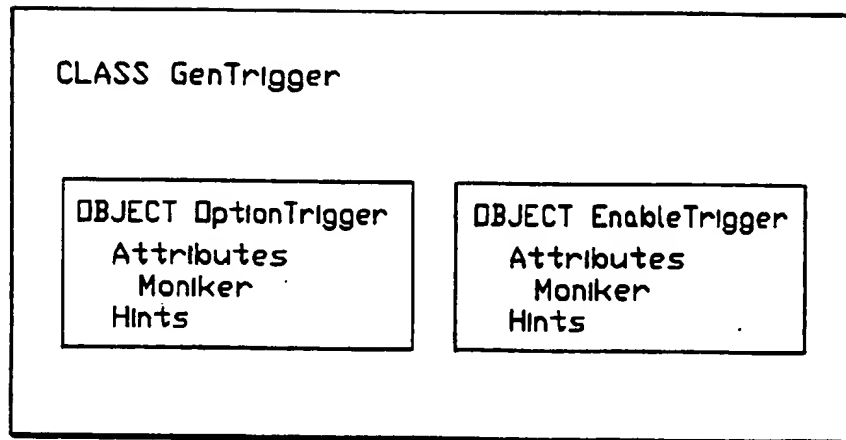 CLASS GenTrigger
OBJECT OptionTrigger
Attributes
Moniker
Hints
OBJECT EnableTrigger
Attributes
Moniker
Hints